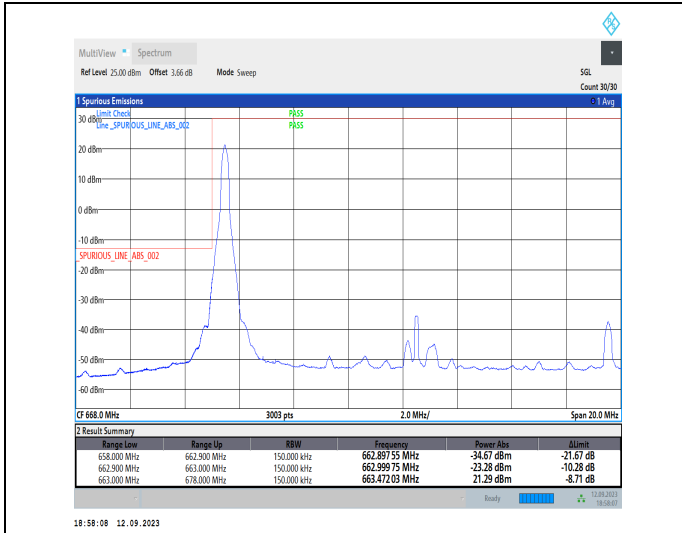 MultiView Spectrum
Ref Level 25.00 dBm Offset 3.66 dB Mode Sweep SGL
Count 30/30
1 Spurious Emissions 1 Avg
Limit Check PASS
30 dBm
Line _SPURIOUS_LINE_ABS_002 PASS
20 dBm
10 dBm
0 dBm
-10 dBm
_SPURIOUS_LINE_ABS_002
-20 dBm
-30 dBm
-40 dBm
-50 dBm
-60 dBm
CF 668.0 MHz 3003 pts 2.0 MHz/ Span 20.0 MHz
2 Result Summary
Range Low Range Up RBW Frequency Power Abs ΔLimit
658.000 MHz 662.900 MHz 150.000 kHz 662.89755 MHz -34.67 dBm -21.67 dB
662.900 MHz 663.000 MHz 150.000 kHz 662.99975 MHz -23.28 dBm -10.28 dB
663.000 MHz 678.000 MHz 150.000 kHz 663.47203 MHz 21.29 dBm -8.71 dB
Ready 12.09.2023
18:58:07
18:58:08 12.09.2023